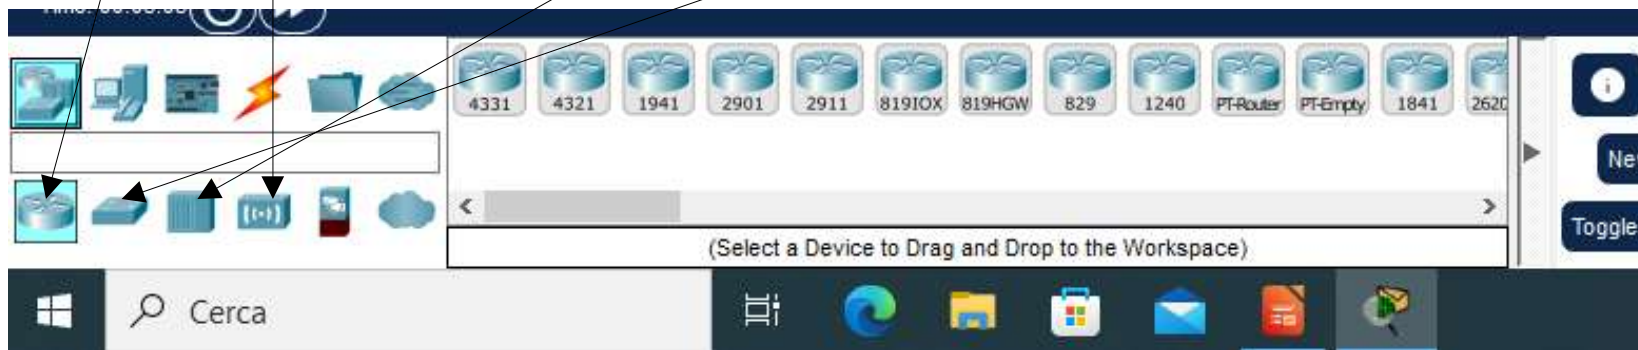 4331 4321 1941 2901 2911 819IOX 819HGW 829 1240 PT-Router PT-Empty 1841
Ne
Toggle
(Select a Device to Drag and Drop to the Workspace)
Cerca